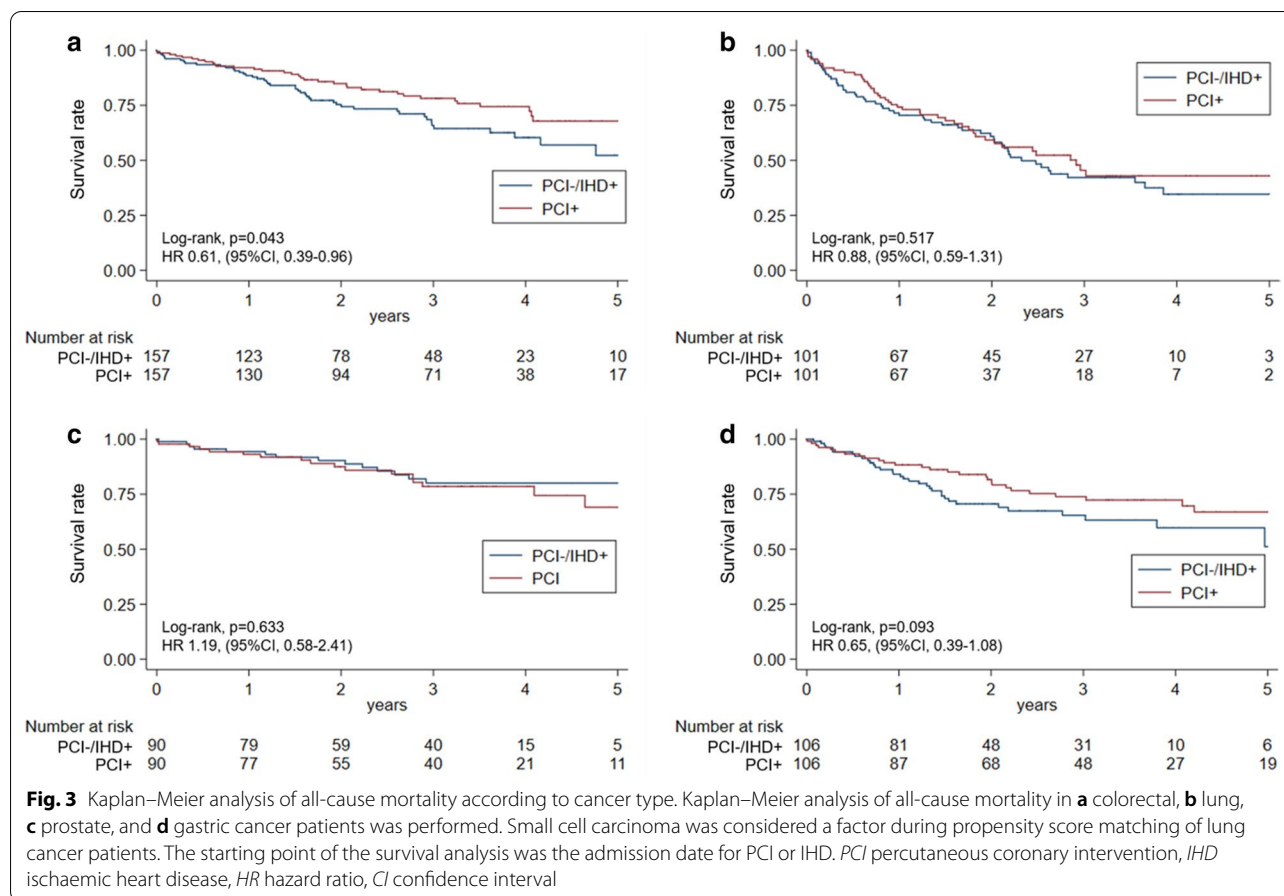 a
1.00
0.75
0.50
0.25
0.00
Survival rate
PCI-/IHD+
PCI+
Log-rank, p=0.043
HR 0.61, (95%CI, 0.39-0.96)
0 1 2 3 4 5
years
Number at risk
PCI-/IHD+ 157 123 78 48 23 10
PCI+ 157 130 94 71 38 17
b
1.00
0.75
0.50
0.25
0.00
Survival rate
PCI-/IHD+
PCI+
Log-rank, p=0.517
HR 0.88, (95%CI, 0.59-1.31)
0 1 2 3 4 5
years
Number at risk
PCI-/IHD+ 101 67 45 27 10 3
PCI+ 101 67 37 18 7 2
c
1.00
0.75
0.50
0.25
0.00
Survival rate
PCI-/IHD+
PCI
Log-rank, p=0.633
HR 1.19, (95%CI, 0.58-2.41)
0 1 2 3 4 5
years
Number at risk
PCI-/IHD+ 90 79 59 40 15 5
PCI+ 90 77 55 40 21 11
d
1.00
0.75
0.50
0.25
0.00
Survival rate
PCI-/IHD+
PCI+
Log-rank, p=0.093
HR 0.65, (95%CI, 0.39-1.08)
0 1 2 3 4 5
years
Number at risk
PCI-/IHD+ 106 81 48 31 10 6
PCI+ 106 87 68 48 27 19
Fig. 3 Kaplan–Meier analysis of all-cause mortality according to cancer type. Kaplan–Meier analysis of all-cause mortality in a colorectal, b lung,
c prostate, and d gastric cancer patients was performed. Small cell carcinoma was considered a factor during propensity score matching of lung
cancer patients. The starting point of the survival analysis was the admission date for PCI or IHD. PCI percutaneous coronary intervention, IHD
ischaemic heart disease, HR hazard ratio, CI confidence interval